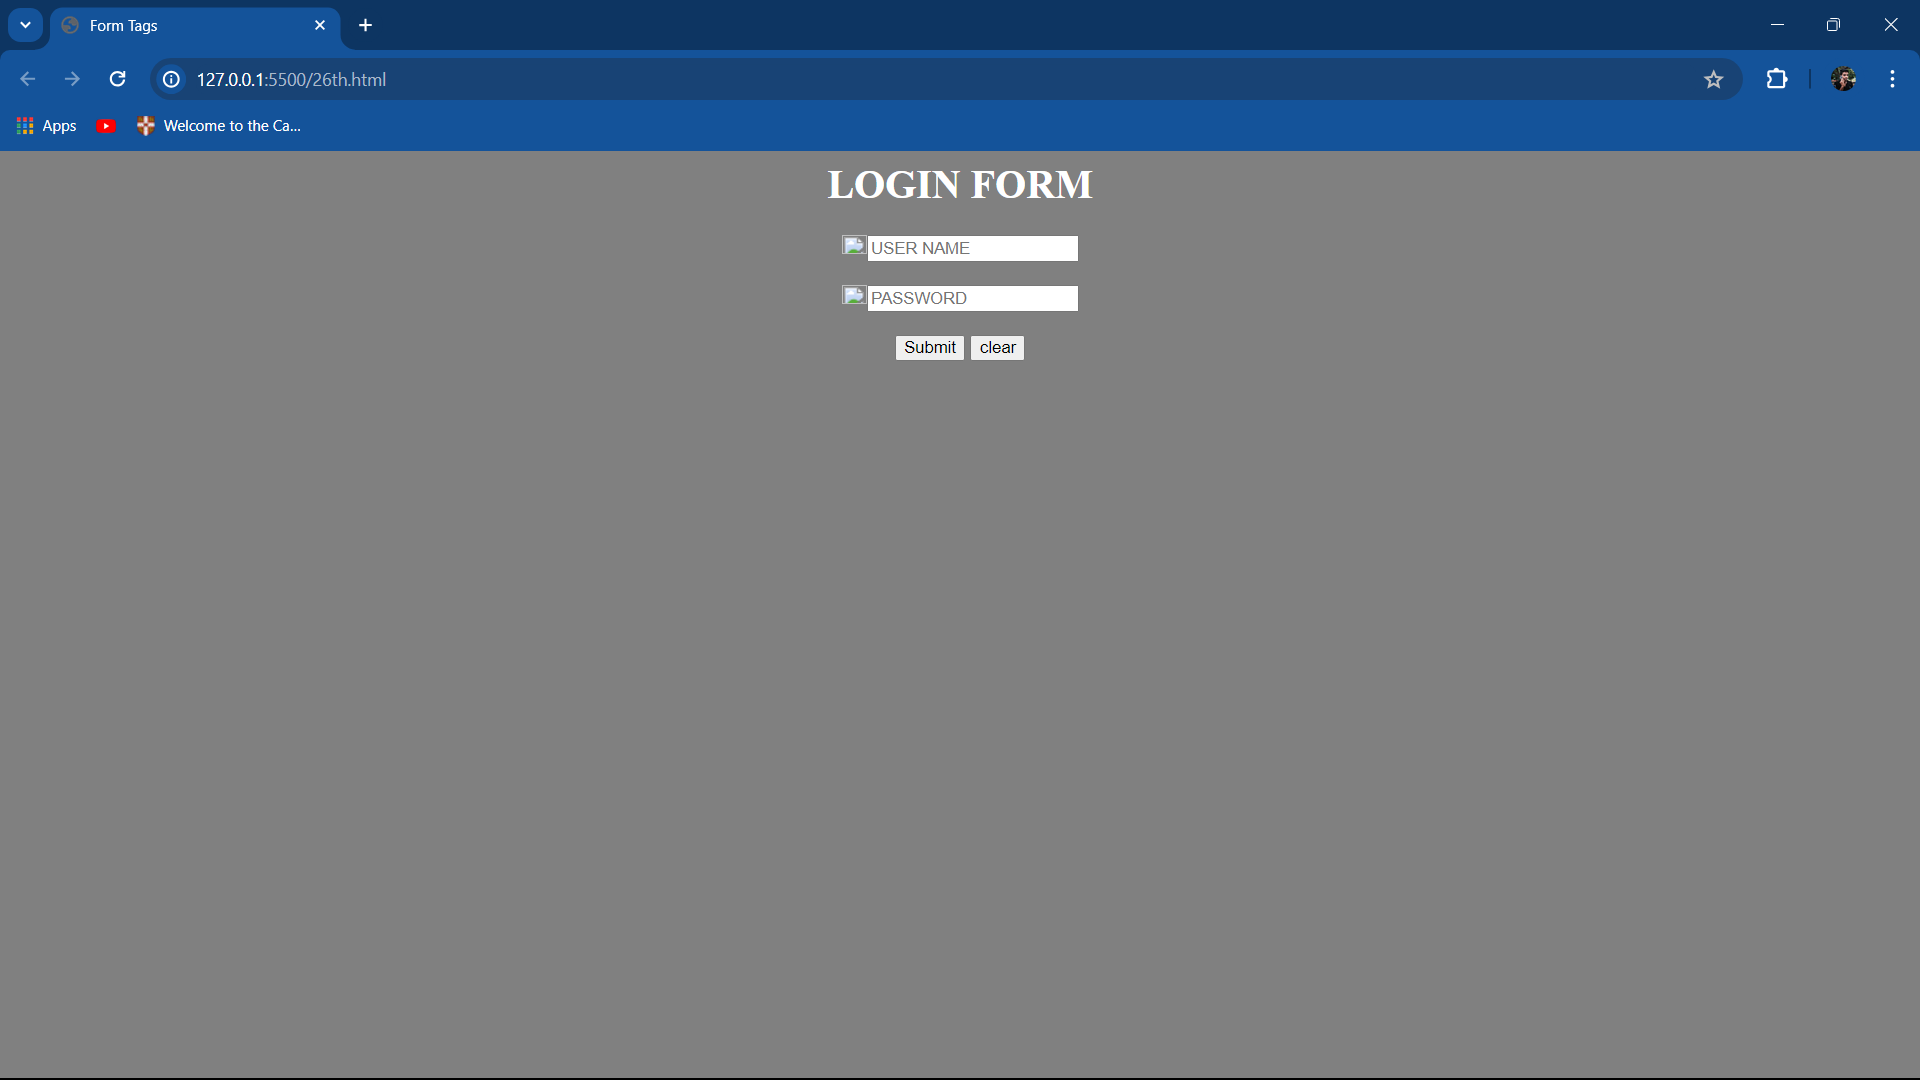 Form Tags
127.0.0.1:5500/26th.html
Apps
Welcome to the Ca...
LOGIN FORM
USER NAME
PASSWORD
Submit clear